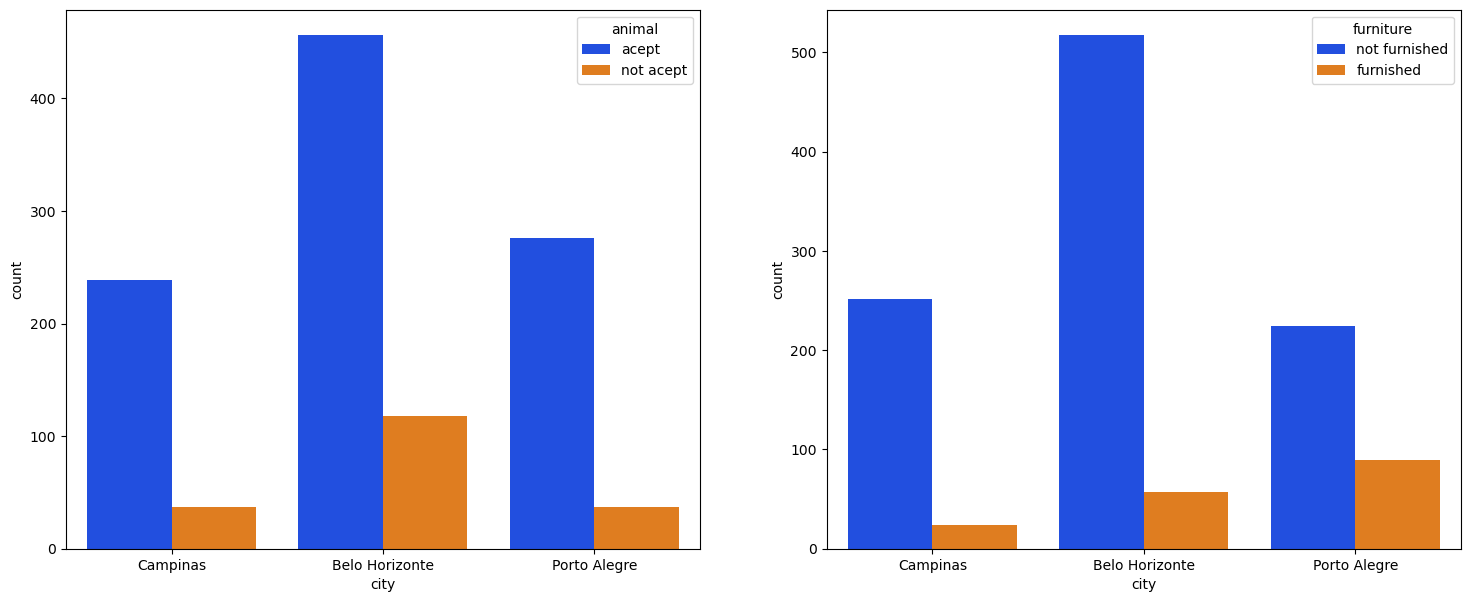 animal
acept
not acept
400
300
200
100
0
count
Campinas
Belo Horizonte
Porto Alegre
city
furniture
not furnished
furnished
500
400
300
200
100
0
count
Campinas
Belo Horizonte
Porto Alegre
city